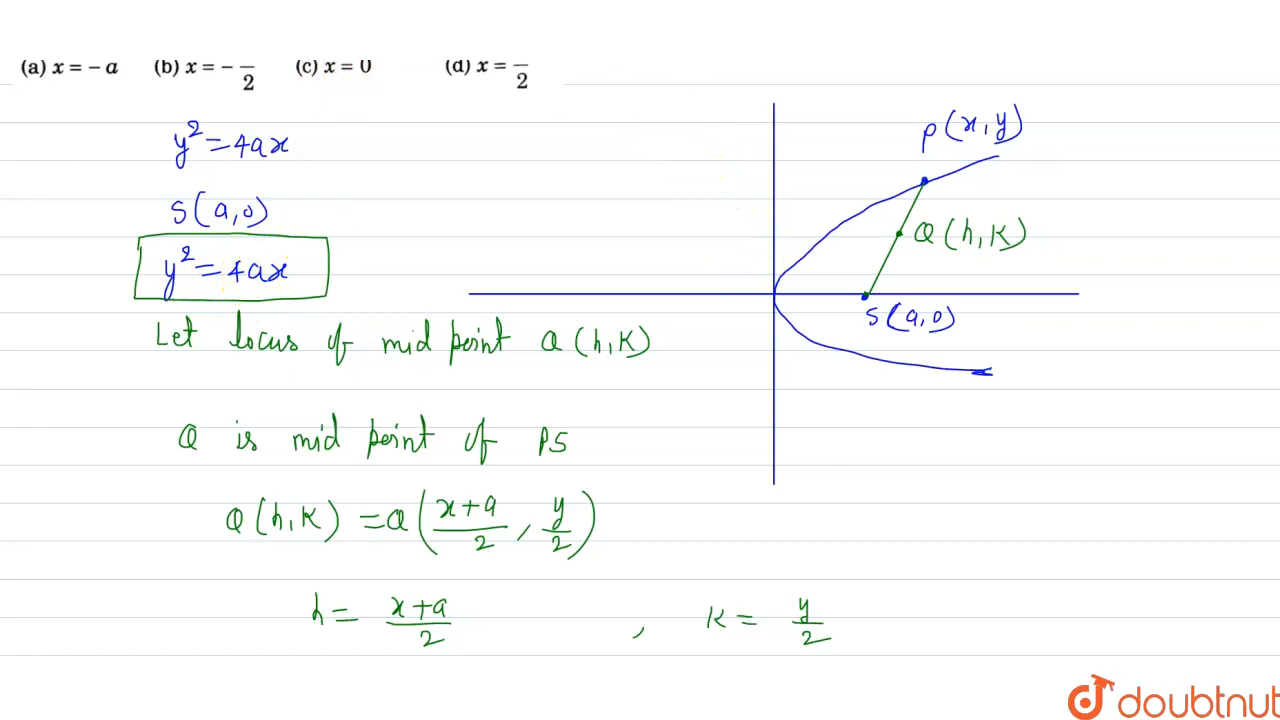 (a) x = − a (b) x = − —/2 (c) x = 0 (d) x = —/2
y² = 4ax
P(x, y)
S(a, 0)
Q(h, K)
y² = 4ax
S(a, 0)
Let locus of mid point Q(h, K)
Q is mid point of PS
Q(h, K) = Q((x+a)/2, y/2)
h = (x+a)/2 , K = y/2
doubtnut